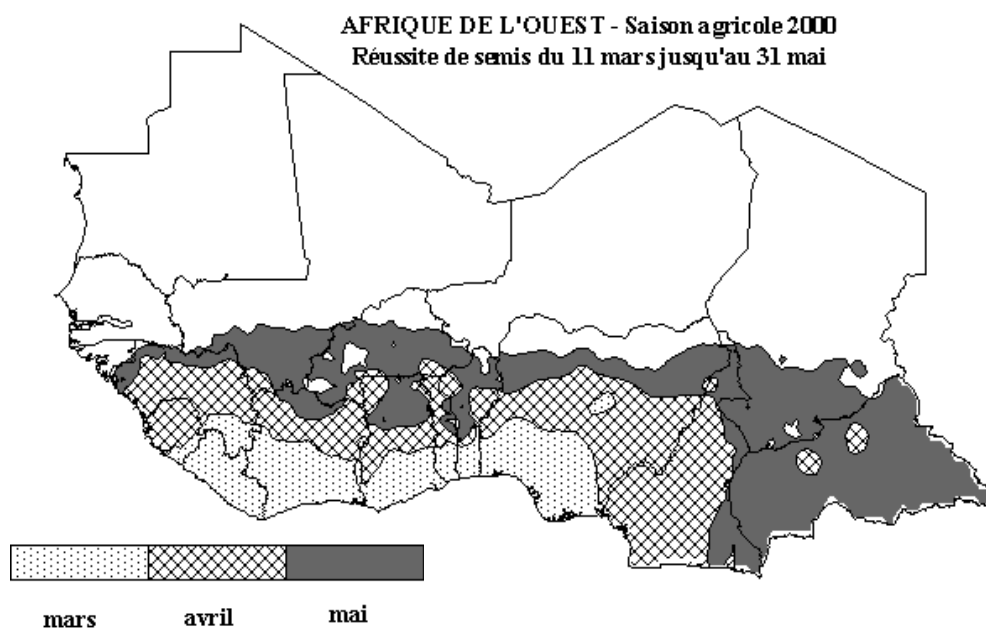 AFRIQUE DE L'OUEST - Saison agricole 2000
Réussite de semis du 11 mars jusqu'au 31 mai
mars avril mai